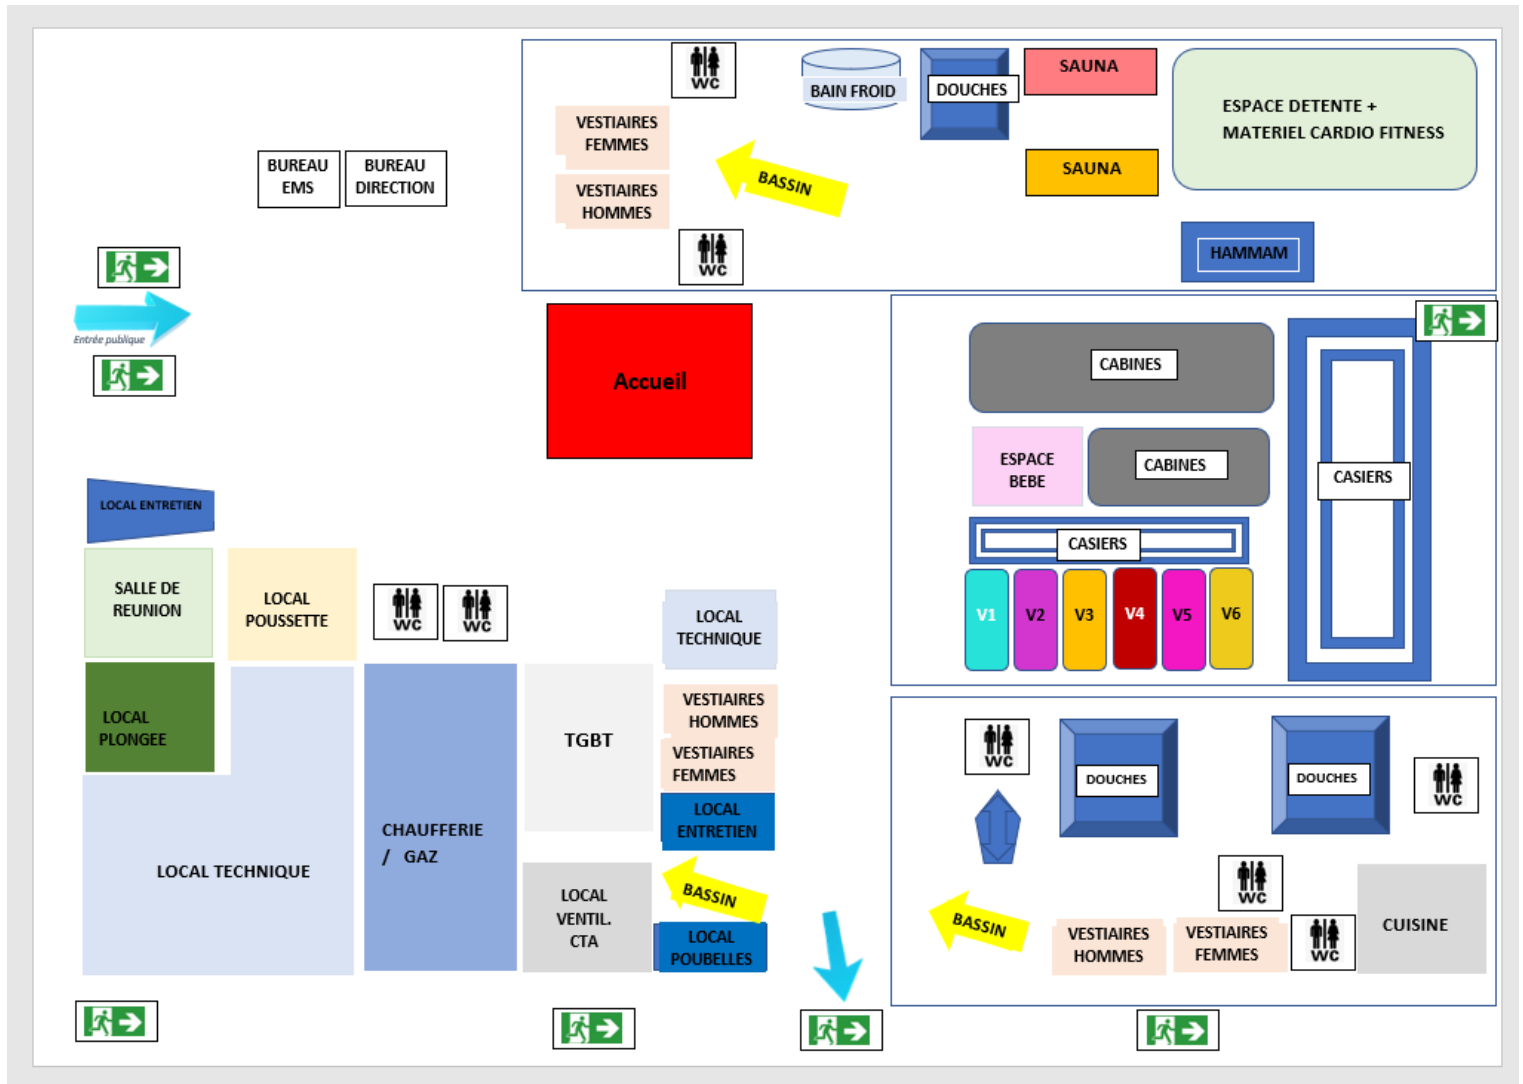 WC
BAIN FROID
DOUCHES
SAUNA
ESPACE DETENTE +
MATERIEL CARDIO FITNESS
VESTIAIRES
FEMMES
BASSIN
SAUNA
VESTIAIRES
HOMMES
WC
HAMMAM
BUREAU
EMS
BUREAU
DIRECTION
Entrée publique
Accueil
CABINES
ESPACE
BEBE
CABINES
CASIERS
CASIERS
V1
V2
V3
V4
V5
V6
LOCAL ENTRETIEN
SALLE DE
REUNION
LOCAL
POUSSETTE
WC
WC
LOCAL
TECHNIQUE
LOCAL
PLONGEE
LOCAL TECHNIQUE
CHAUFFERIE
/ GAZ
TGBT
VESTIAIRES
HOMMES
VESTIAIRES
FEMMES
LOCAL
ENTRETIEN
LOCAL
VENTIL.
CTA
BASSIN
LOCAL
POUBELLES
WC
DOUCHES
DOUCHES
WC
WC
BASSIN
VESTIAIRES
HOMMES
VESTIAIRES
FEMMES
WC
CUISINE